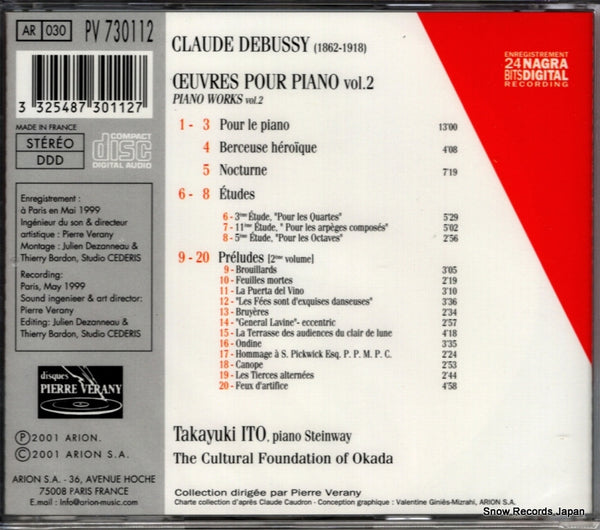 AR 030 PV 730112
3 325487 301127
MADE IN FRANCE
STÉRÉO
DDD
COMPACT
disc
DIGITAL AUDIO
Enregistrement :
à Paris en Mai 1999
Ingénieur du son & directeur
artistique : Pierre Verany
Montage : Julien Dezanneau &
Thierry Bardon, Studio CEDERIS
Recording:
Paris, May 1999
Sound ingenieer & art director:
Pierre Verany
Editing: Julien Dezanneau &
Thierry Bardon, Studio CEDERIS
disques
PIERRE VERANY
Ⓟ2001 ARION.
Ⓒ2001 ARION S.A.
ARION S.A. - 36, AVENUE HOCHE
75008 PARIS FRANCE
E.mail : Info@arion-music.com
CLAUDE DEBUSSY (1862-1918)
ŒUVRES POUR PIANO vol.2
PIANO WORKS vol.2
ENREGISTREMENT
24 NAGRA
BITS DIGITAL
RECORDING
1 - 3 Pour le piano 13'00
4 Berceuse héroïque 4'08
5 Nocturne 7'19
6 - 8 Études
6 - 3ème Étude, "Pour les Quartes" 5'29
7 - 11ème Étude, " Pour les arpèges composés" 5'02
8 - 5ème Étude, "Pour les Octaves" 2'56
9 - 20 Préludes [2ème volume]
9 - Brouillards 3'05
10 - Feuilles mortes 2'19
11 - La Puerta del Vino 3'10
12 - "Les Fées sont d'exquises danseuses" 3'36
13 - Bruyères 2'34
14 - "General Lavine"- eccentric 2'57
15 - La Terrasse des audiences du clair de lune 4'18
16 - Ondine 3'35
17 - Hommage à S. Pickwick Esq. P. P. M. P. C. 2'24
18 - Canope 2'53
19 - Les Tierces alternées 2'44
20 - Feux d'artifice 4'58
Takayuki ITO, piano Steinway
The Cultural Foundation of Okada
Collection dirigée par Pierre Verany
Charte collection d'après Claude Caudron - Conception graphique : Valentine Giniès-Mizrahi, ARION S.A.
Snow Records Japan